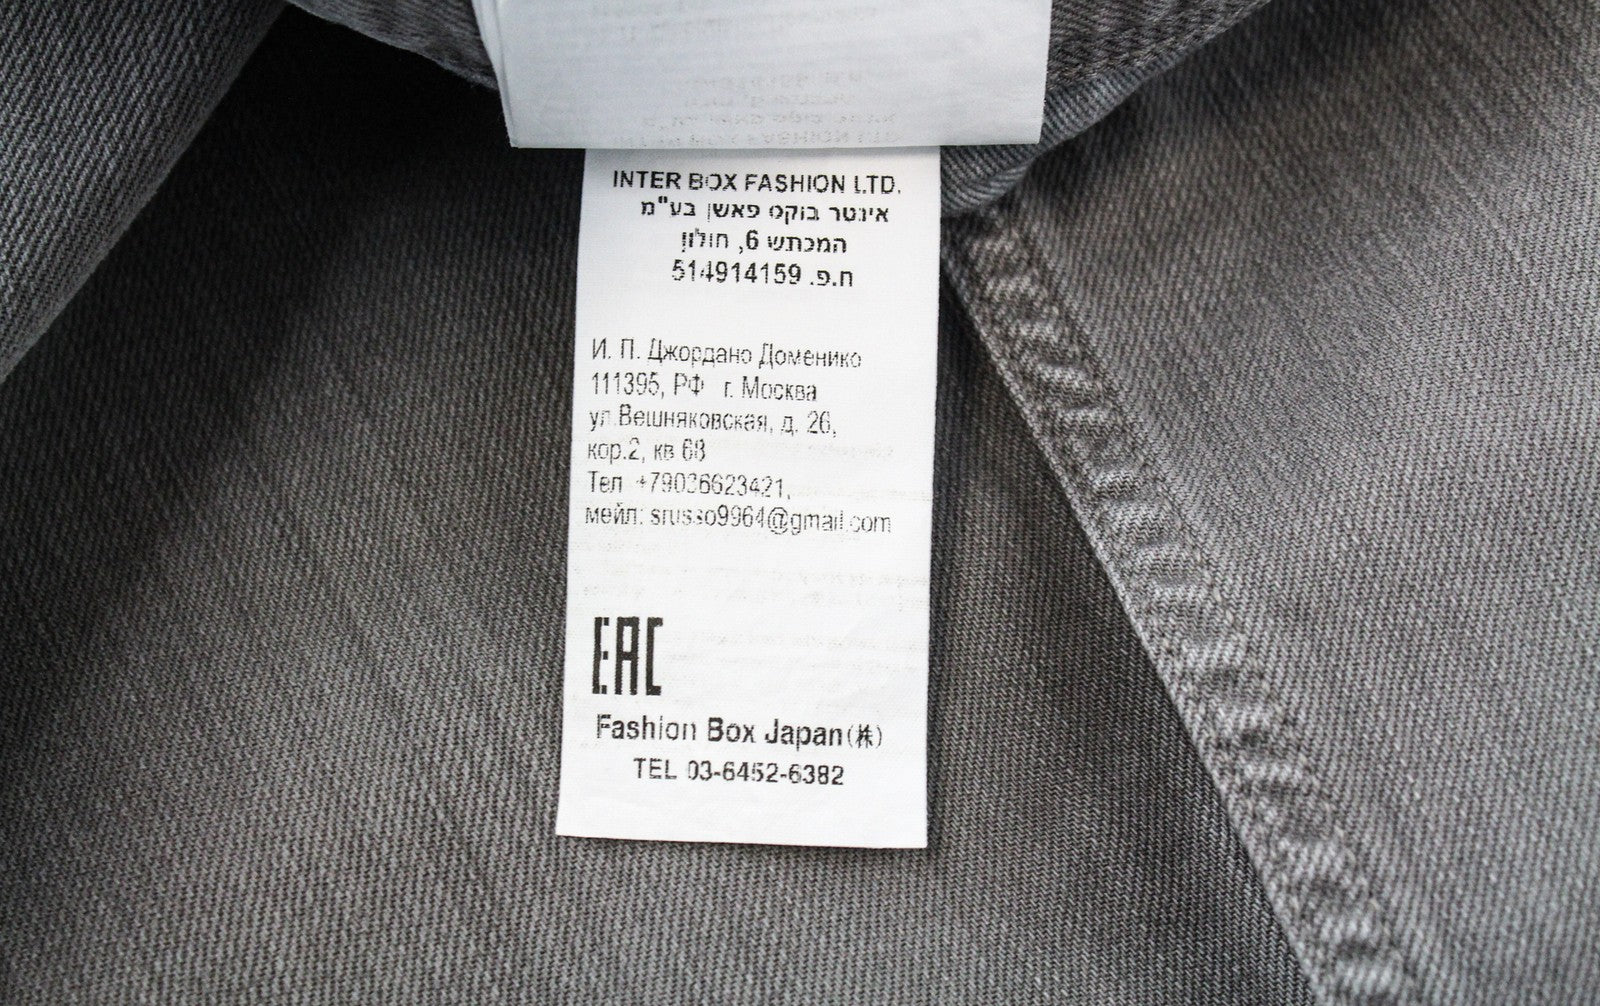 INTER BOX FASHION LTD.
אינטר בוקס פאשן בע"מ
המכתש 6, חולון
ח.פ. 514914159
И. П. Джордано Доменико
111395, РФ г. Москва
ул.Вешняковская, д. 26,
кор.2, кв 68
Тел +79036623421,
мейл: srusso9964@gmail.com
EAC
Fashion Box Japan(株)
TEL 03-6452-6382